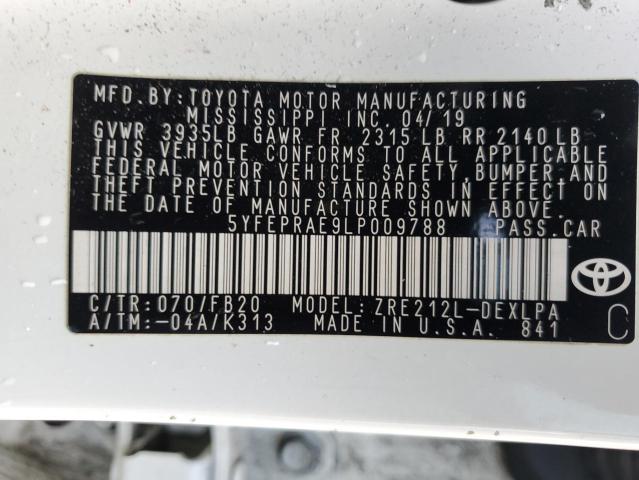 MFD. BY: TOYOTA MOTOR MANUFACTURING
MISSISSIPPI INC. 04/19
GVWR 3935LB GAWR FR 2315 LB RR 2140 LB
THIS VEHICLE CONFORMS TO ALL APPLICABLE
FEDERAL MOTOR VEHICLE SAFETY, BUMPER, AND
THEFT PREVENTION STANDARDS IN EFFECT ON
THE DATE OF MANUFACTURE SHOWN ABOVE.
5YFEPRAE9LP009788 PASS. CAR
C/TR: 070/FB20 MODEL: ZRE212L-DEXLPA
A/TM: -04A/K313 MADE IN U.S.A. 841
C